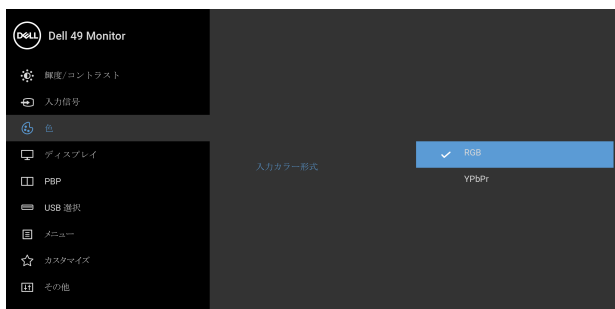 DELL
Dell 49 Monitor
輝度/コントラスト
入力信号
色
ディスプレイ
PBP
USB 選択
メニュー
カスタマイズ
その他
入力カラー形式
RGB
YPbPr